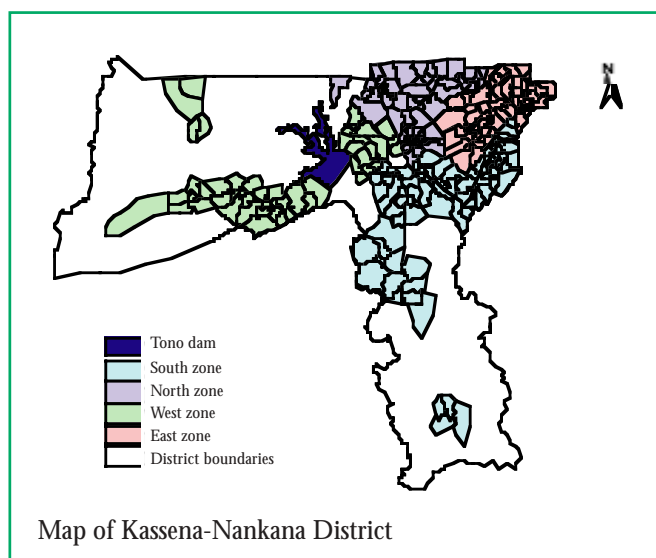 N
Tono dam
South zone
North zone
West zone
East zone
District boundaries
Map of Kassena-Nankana District